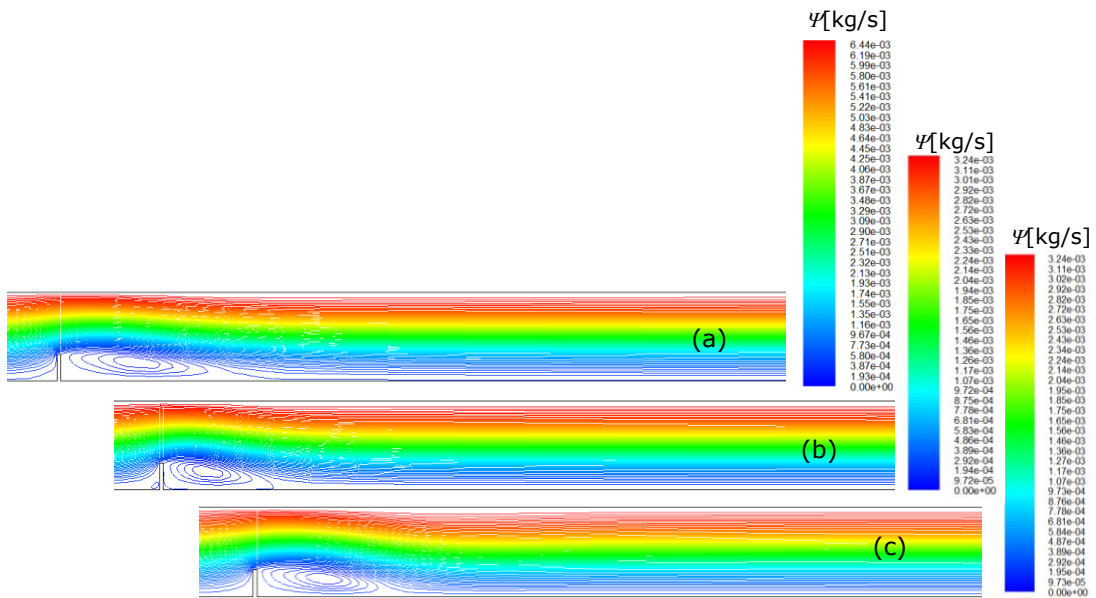 Ψ[kg/s]
6.44e-03
6.19e-03
5.99e-03
5.80e-03
5.61e-03
5.41e-03
5.22e-03
5.03e-03
4.83e-03
4.64e-03
4.45e-03
4.25e-03
4.06e-03
3.87e-03
3.67e-03
3.48e-03
3.29e-03
3.09e-03
2.90e-03
2.71e-03
2.51e-03
2.32e-03
2.13e-03
1.93e-03
1.74e-03
1.55e-03
1.35e-03
1.16e-03
9.67e-04
7.73e-04
5.80e-04
3.87e-04
1.93e-04
0.00e+00
(a)
Ψ[kg/s]
3.24e-03
3.11e-03
3.01e-03
2.92e-03
2.82e-03
2.72e-03
2.63e-03
2.53e-03
2.43e-03
2.33e-03
2.24e-03
2.14e-03
2.04e-03
1.94e-03
1.85e-03
1.75e-03
1.65e-03
1.56e-03
1.46e-03
1.36e-03
1.26e-03
1.17e-03
1.07e-03
9.72e-04
8.75e-04
7.78e-04
6.81e-04
5.83e-04
4.86e-04
3.89e-04
2.92e-04
1.94e-04
9.72e-05
0.00e+00
(b)
Ψ[kg/s]
3.24e-03
3.11e-03
3.02e-03
2.92e-03
2.82e-03
2.72e-03
2.63e-03
2.53e-03
2.43e-03
2.34e-03
2.24e-03
2.14e-03
2.04e-03
1.95e-03
1.85e-03
1.75e-03
1.65e-03
1.56e-03
1.46e-03
1.36e-03
1.27e-03
1.17e-03
1.07e-03
9.73e-04
8.76e-04
7.78e-04
6.81e-04
5.84e-04
4.87e-04
3.89e-04
2.92e-04
1.95e-04
9.73e-05
0.00e+00
(c)